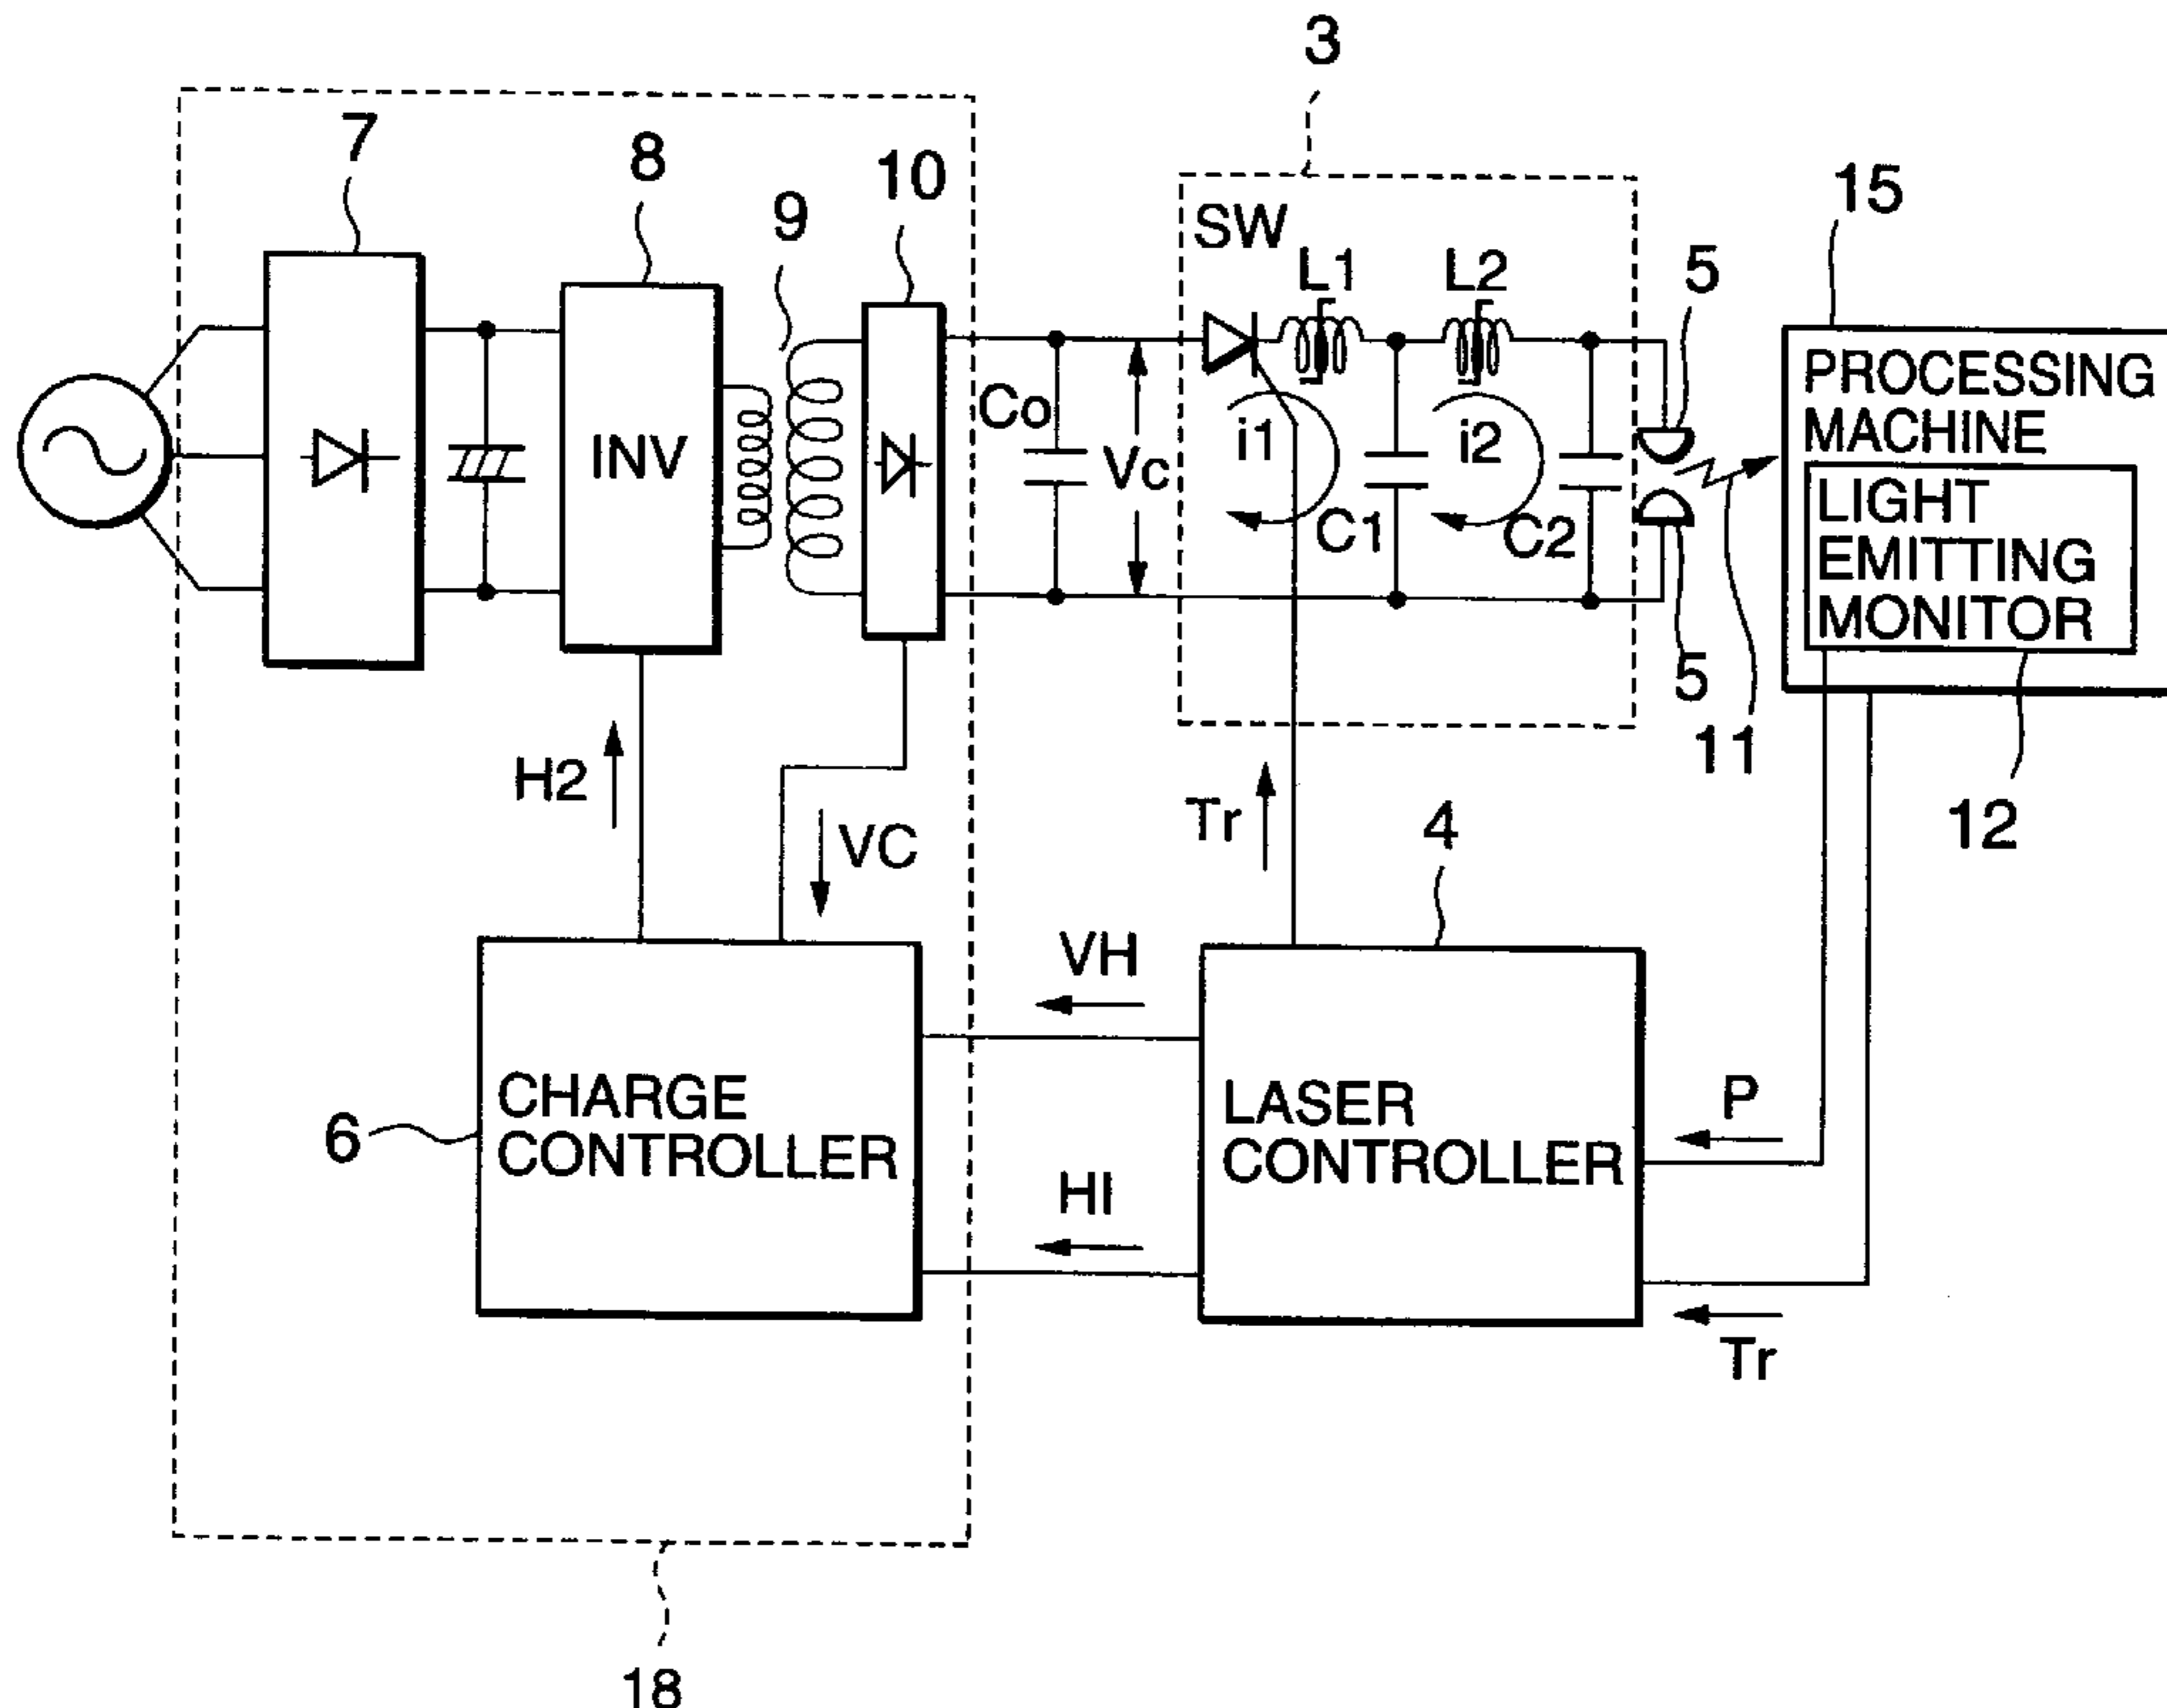 3
7
8
10
9
15
SW
L1
L2
5
PROCESSING
MACHINE
LIGHT
EMITTING
MONITOR
INV
Co
Vc
i1
i2
C1
C2
5
11
12
H2
VC
Tr
4
VH
CHARGE
CONTROLLER
6
LASER
CONTROLLER
P
HI
Tr
18